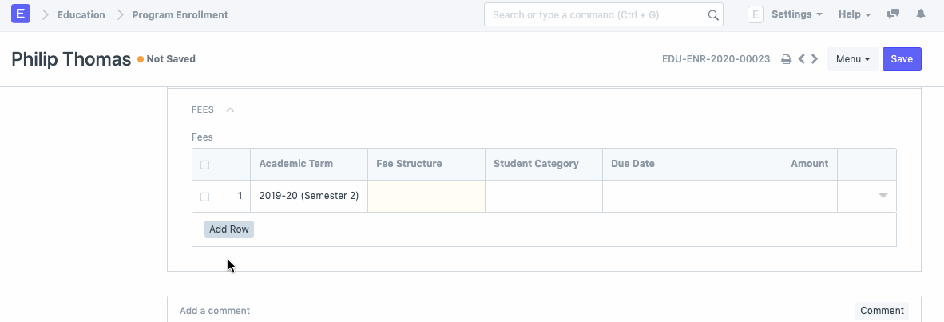 E Education Program Enrollment Search or type a command (Ctrl + G) E Settings Help
Philip Thomas Not Saved EDU-ENR-2020-00023 Menu Save
FEES
Fees
Academic Term Fee Structure Student Category Due Date Amount
1 2019-20 (Semester 2)
Add Row
Add a comment Comment